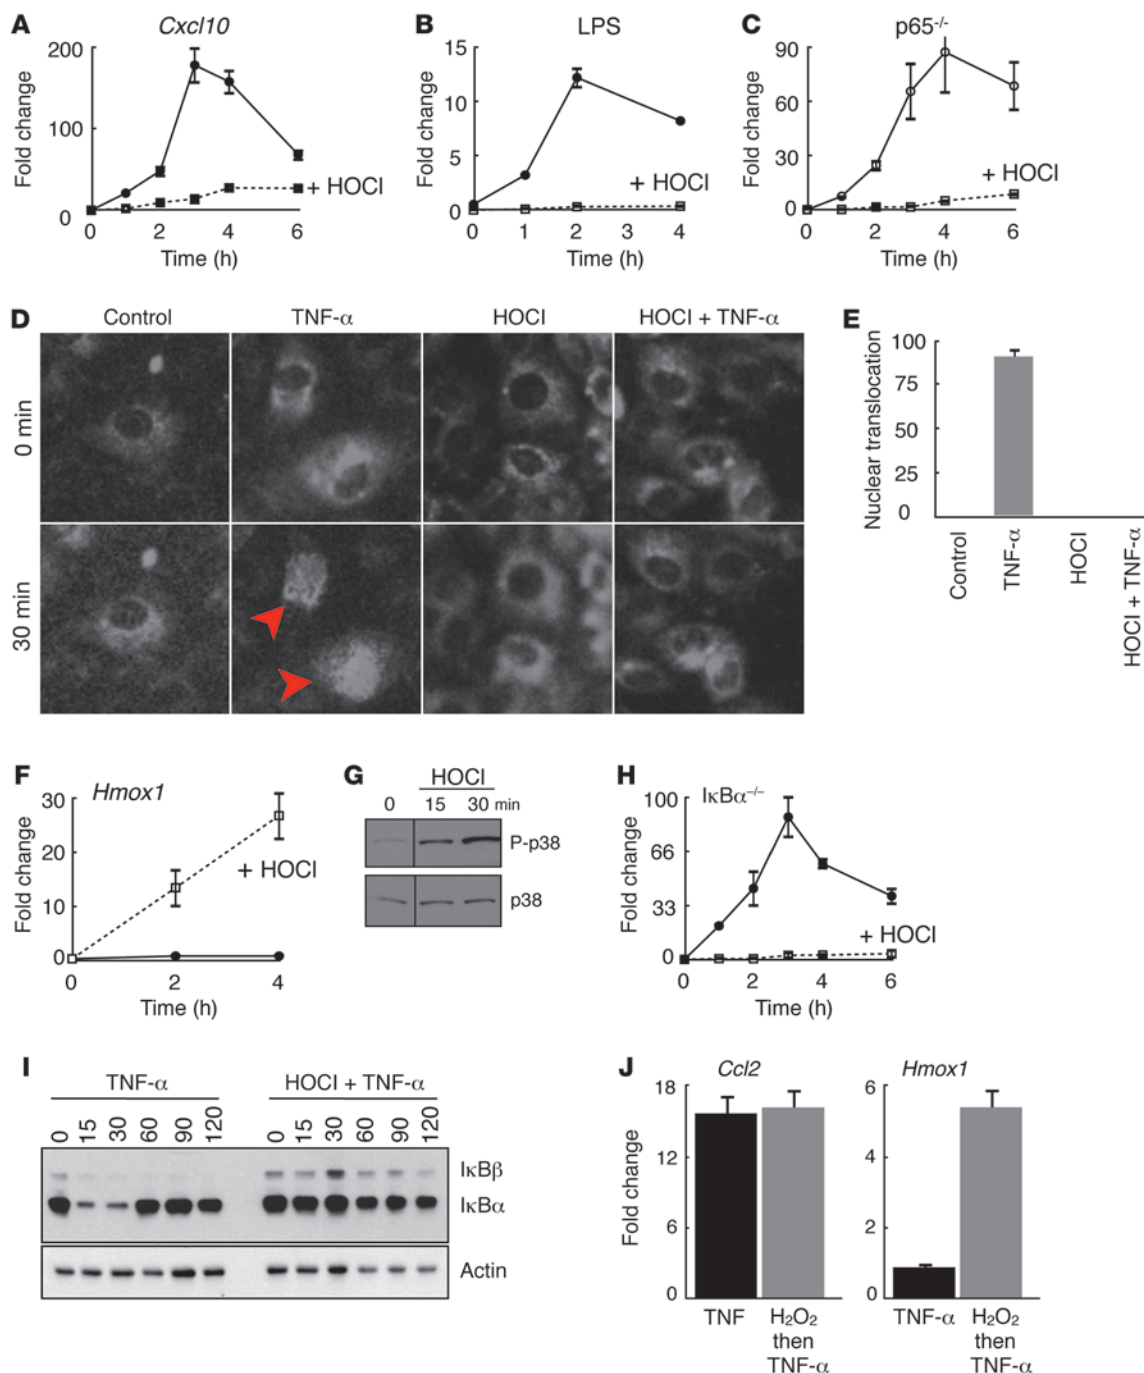 A
Cxcl10
200
100
0
Fold change
+ HOCl
0 2 4 6
Time (h)
B
LPS
15
10
5
0
Fold change
+ HOCl
0 1 2 3 4
Time (h)
C
p65-/-
90
60
30
0
Fold change
+ HOCl
0 2 4 6
Time (h)
D
Control TNF-α HOCl HOCl + TNF-α
0 min
30 min
E
Nuclear translocation
100
75
50
25
0
Control
TNF-α
HOCl
HOCl + TNF-α
F
Hmox1
30
20
10
0
Fold change
+ HOCl
0 2 4
Time (h)
G
HOCl
0 15 30 min
P-p38
p38
H
IκBα−/−
100
66
33
0
Fold change
+ HOCl
0 2 4 6
Time (h)
I
TNF-α HOCl + TNF-α
0 15 30 60 90 120 0 15 30 60 90 120
IκBβ
IκBα
Actin
J
Ccl2
18
12
6
0
Fold change
TNF H2O2
then
TNF-α
Hmox1
6
4
2
0
TNF-α H2O2
then
TNF-α